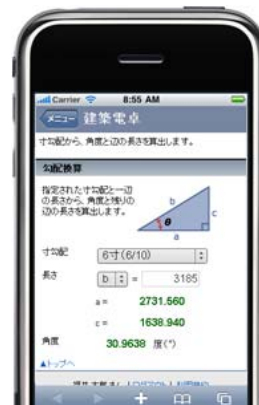 Carrier 8:55 AM
メニュー 建築電卓
寸勾配から、角度と辺の長さを算出します。
勾配換算
指定された寸勾配と一辺
の長さから、角度と残りの
辺の長さを算出します。
b
c
θ
a
寸勾配 6寸(6/10)
長さ b = 3185
a = 2731.560
c = 1638.940
角度 30.9638 度(°)
▲トップへ